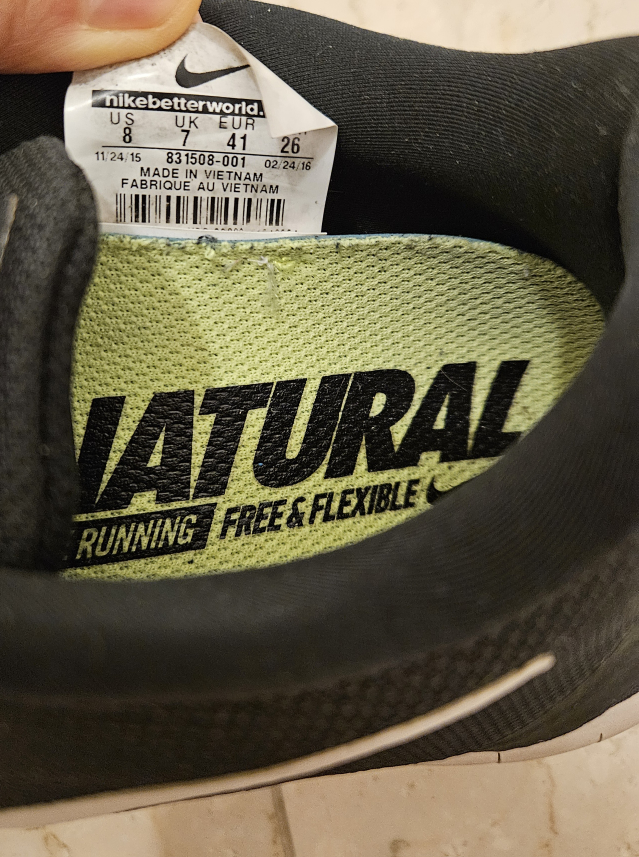 nikebetterworld.
US UK EUR
8 7 41 26
11/24/15 831508-001 02/24/16
MADE IN VIETNAM
FABRIQUE AU VIETNAM
NATURAL
RUNNING FREE & FLEXIBLE